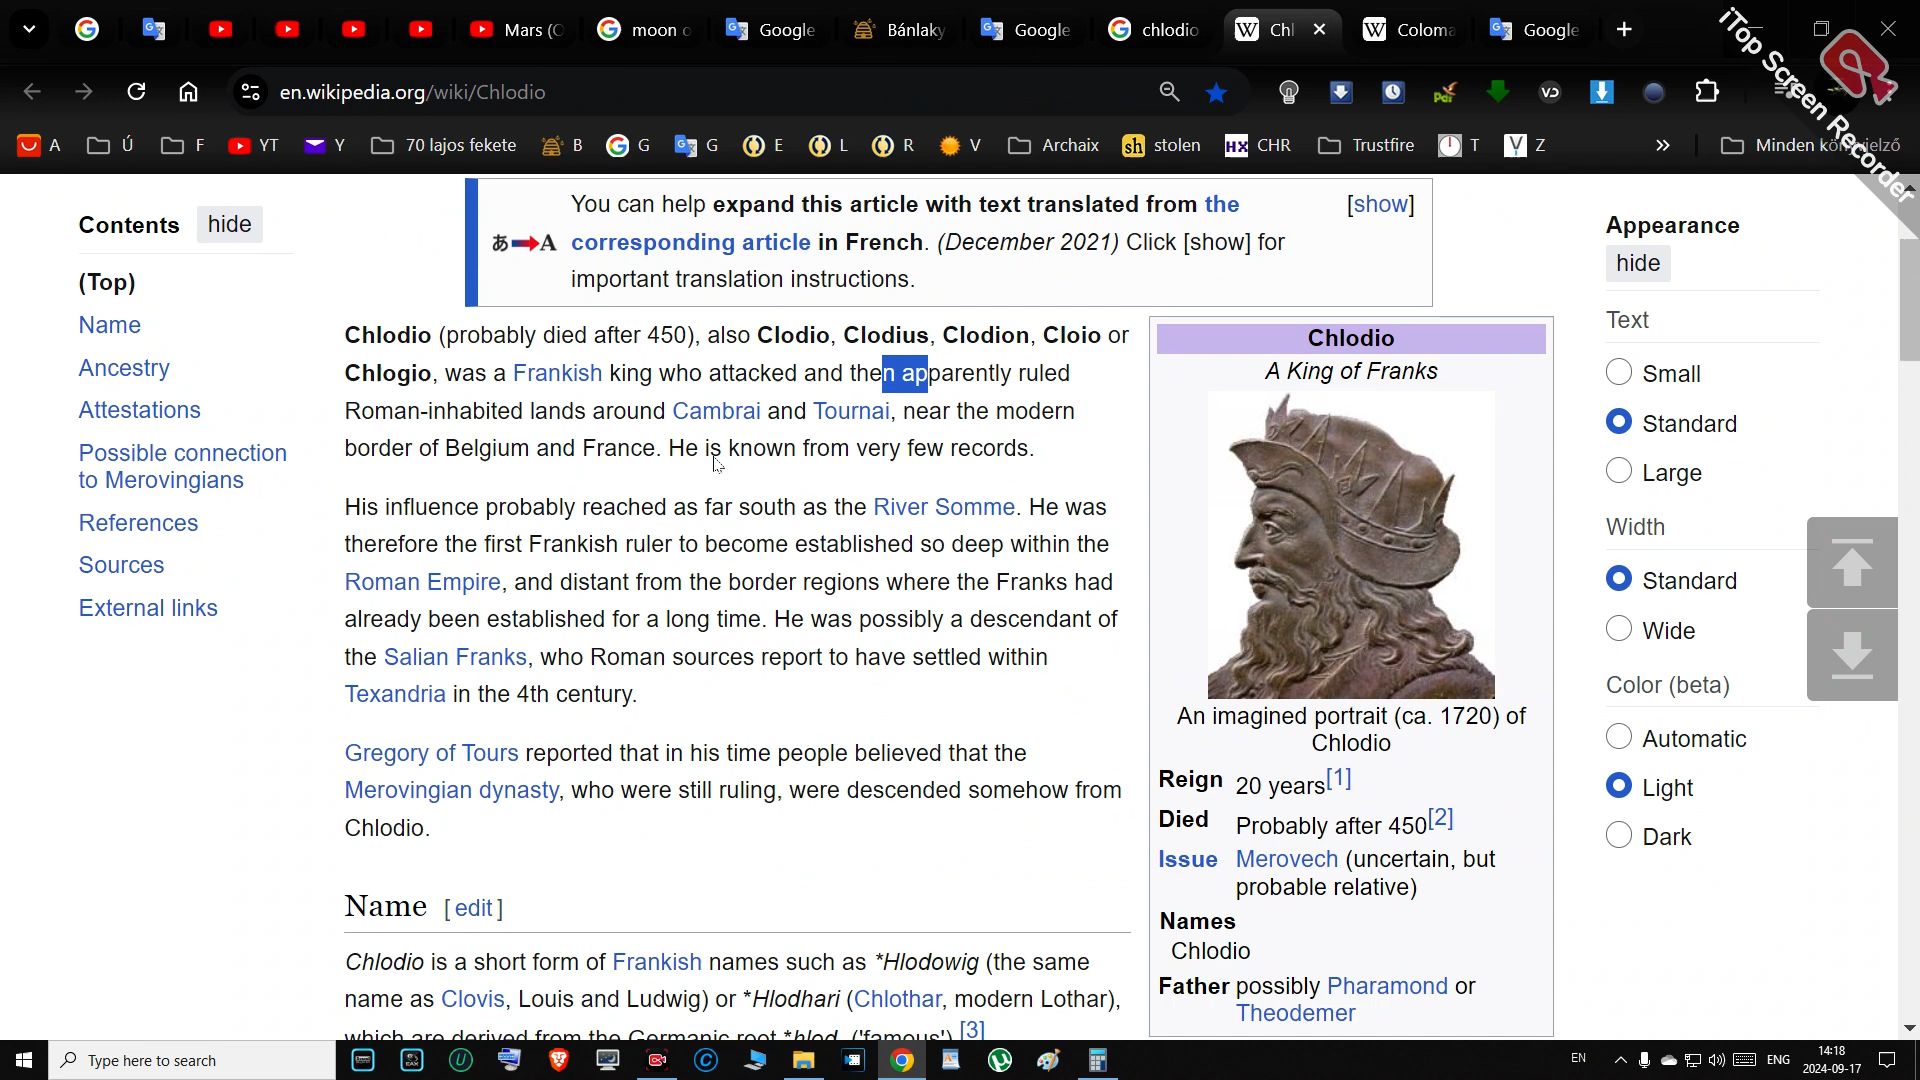 Mars (
moon o
Google
Bánlaky
Google
chlodio
Chl
Coloma
Google
en.wikipedia.org/wiki/Chlodio
A
Ú
F
YT
Y
70 lajos fekete
B
G
G
E
L
R
V
Archaix
stolen
CHR
Trustfire
T
Z
Minden könyvjelző
iTop Screen Recorder
Contents hide
(Top)
Name
Ancestry
Attestations
Possible connection
to Merovingians
References
Sources
External links
You can help expand this article with text translated from the [show]
corresponding article in French. (December 2021) Click [show] for
important translation instructions.
Chlodio (probably died after 450), also Clodio, Clodius, Clodion, Cloio or
Chlogio, was a Frankish king who attacked and then apparently ruled
Roman-inhabited lands around Cambrai and Tournai, near the modern
border of Belgium and France. He is known from very few records.
His influence probably reached as far south as the River Somme. He was
therefore the first Frankish ruler to become established so deep within the
Roman Empire, and distant from the border regions where the Franks had
already been established for a long time. He was possibly a descendant of
the Salian Franks, who Roman sources report to have settled within
Texandria in the 4th century.
Gregory of Tours reported that in his time people believed that the
Merovingian dynasty, who were still ruling, were descended somehow from
Chlodio.
Name [ edit ]
Chlodio is a short form of Frankish names such as *Hlodowig (the same
name as Clovis, Louis and Ludwig) or *Hlodhari (Chlothar, modern Lothar),
which are derived from the Germanic root *hlod- ('famous').[3]
Chlodio
A King of Franks
An imagined portrait (ca. 1720) of
Chlodio
Reign 20 years[1]
Died Probably after 450[2]
Issue Merovech (uncertain, but
probable relative)
Names
Chlodio
Father possibly Pharamond or
Theodemer
Appearance
hide
Text
Small
Standard
Large
Width
Standard
Wide
Color (beta)
Automatic
Light
Dark
Type here to search
EN
ENG
14:18
2024-09-17